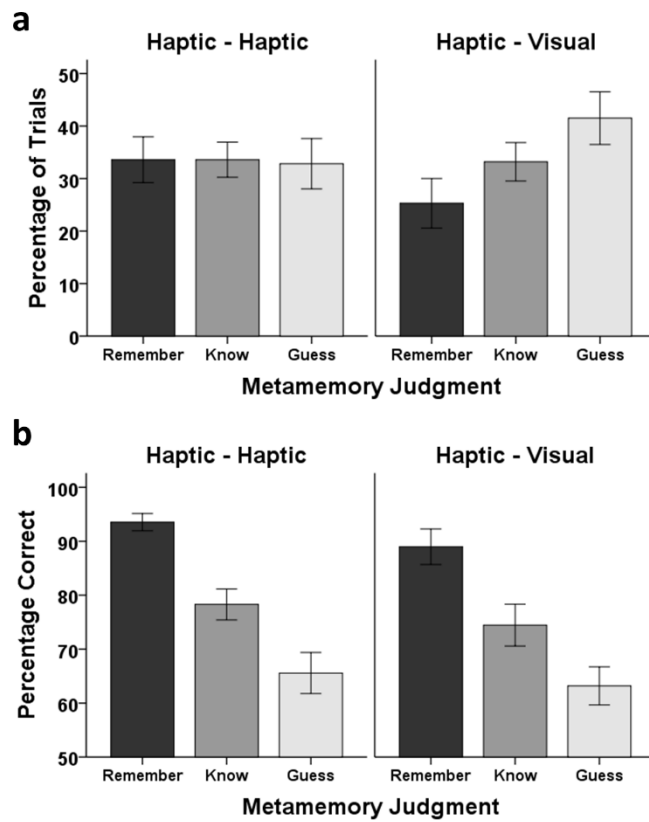 a
Haptic - Haptic
Haptic - Visual
Percentage of Trials
50
40
30
20
10
0
Remember
Know
Guess
Remember
Know
Guess
Metamemory Judgment
b
Haptic - Haptic
Haptic - Visual
Percentage Correct
100
90
80
70
60
50
Remember
Know
Guess
Remember
Know
Guess
Metamemory Judgment